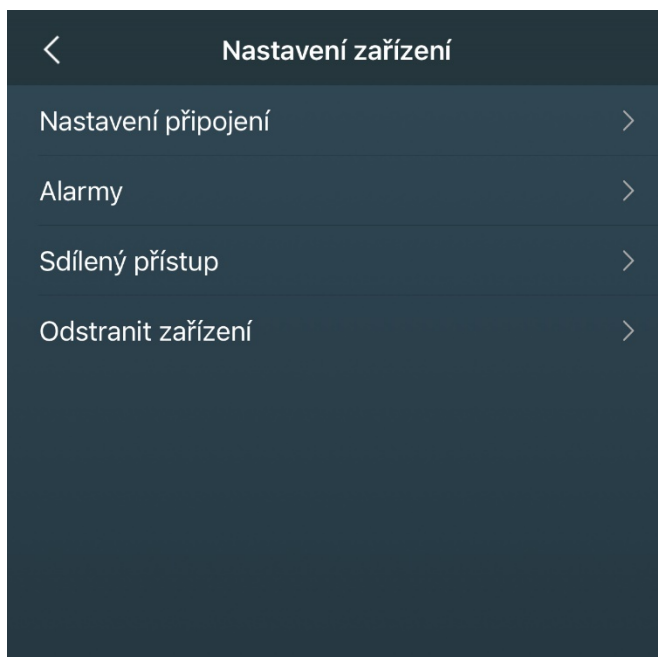 Nastavení zařízení
Nastavení připojení
Alarmy
Sdílený přístup
Odstranit zařízení